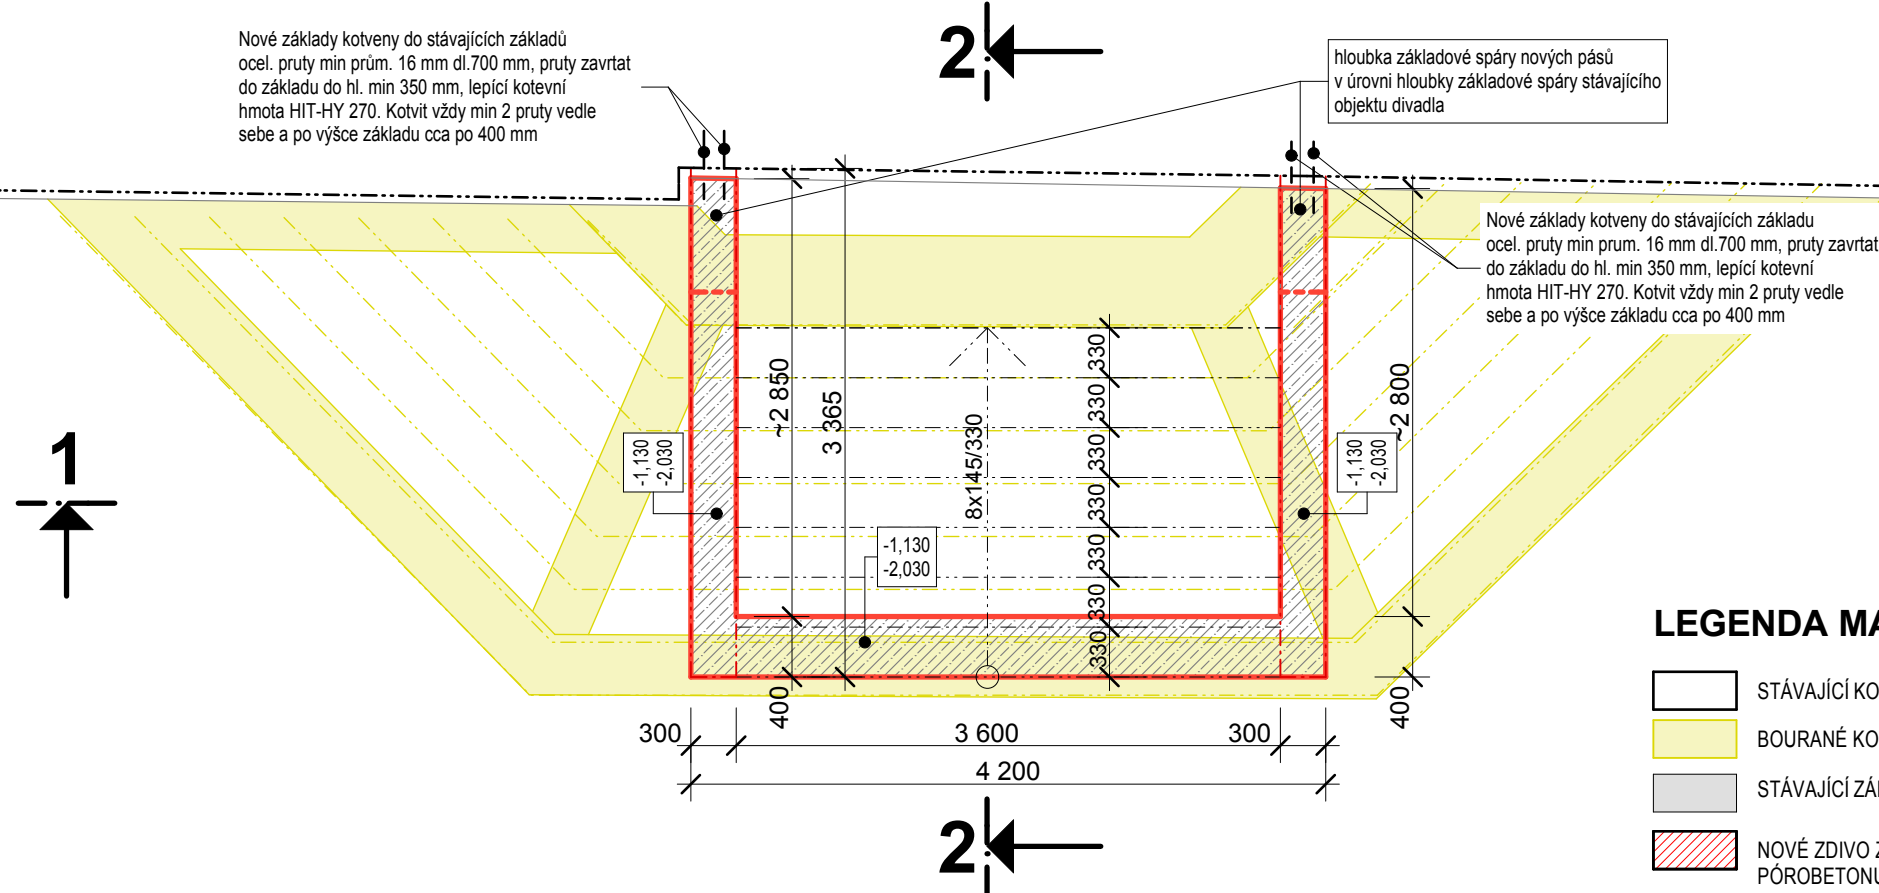 Nové základy kotveny do stávajících základů
ocel. pruty min prům. 16 mm dl.700 mm, pruty zavrtat
do základu do hl. min 350 mm, lepící kotevní
hmota HIT-HY 270. Kotvit vždy min 2 pruty vedle
sebe a po výšce základu cca po 400 mm
2
hloubka základové spáry nových pásů
v úrovni hloubky základové spáry stávajícího
objektu divadla
Nové základy kotveny do stávajících základu
ocel. pruty min prum. 16 mm dl.700 mm, pruty zavrtat
do základu do hl. min 350 mm, lepící kotevní
hmota HIT-HY 270. Kotvit vždy min 2 pruty vedle
sebe a po výšce základu cca po 400 mm
1
-1,130
-2,030
~2 850
3 365
8x145/330
330
330
330
330
330
330
330
~2 800
-1,130
-2,030
-1,130
-2,030
400
400
300
3 600
300
4 200
2
LEGENDA MA
STÁVAJÍCÍ KO
BOURANÉ KO
STÁVAJÍCÍ ZÁ
NOVÉ ZDIVO Z
PÓROBETONU